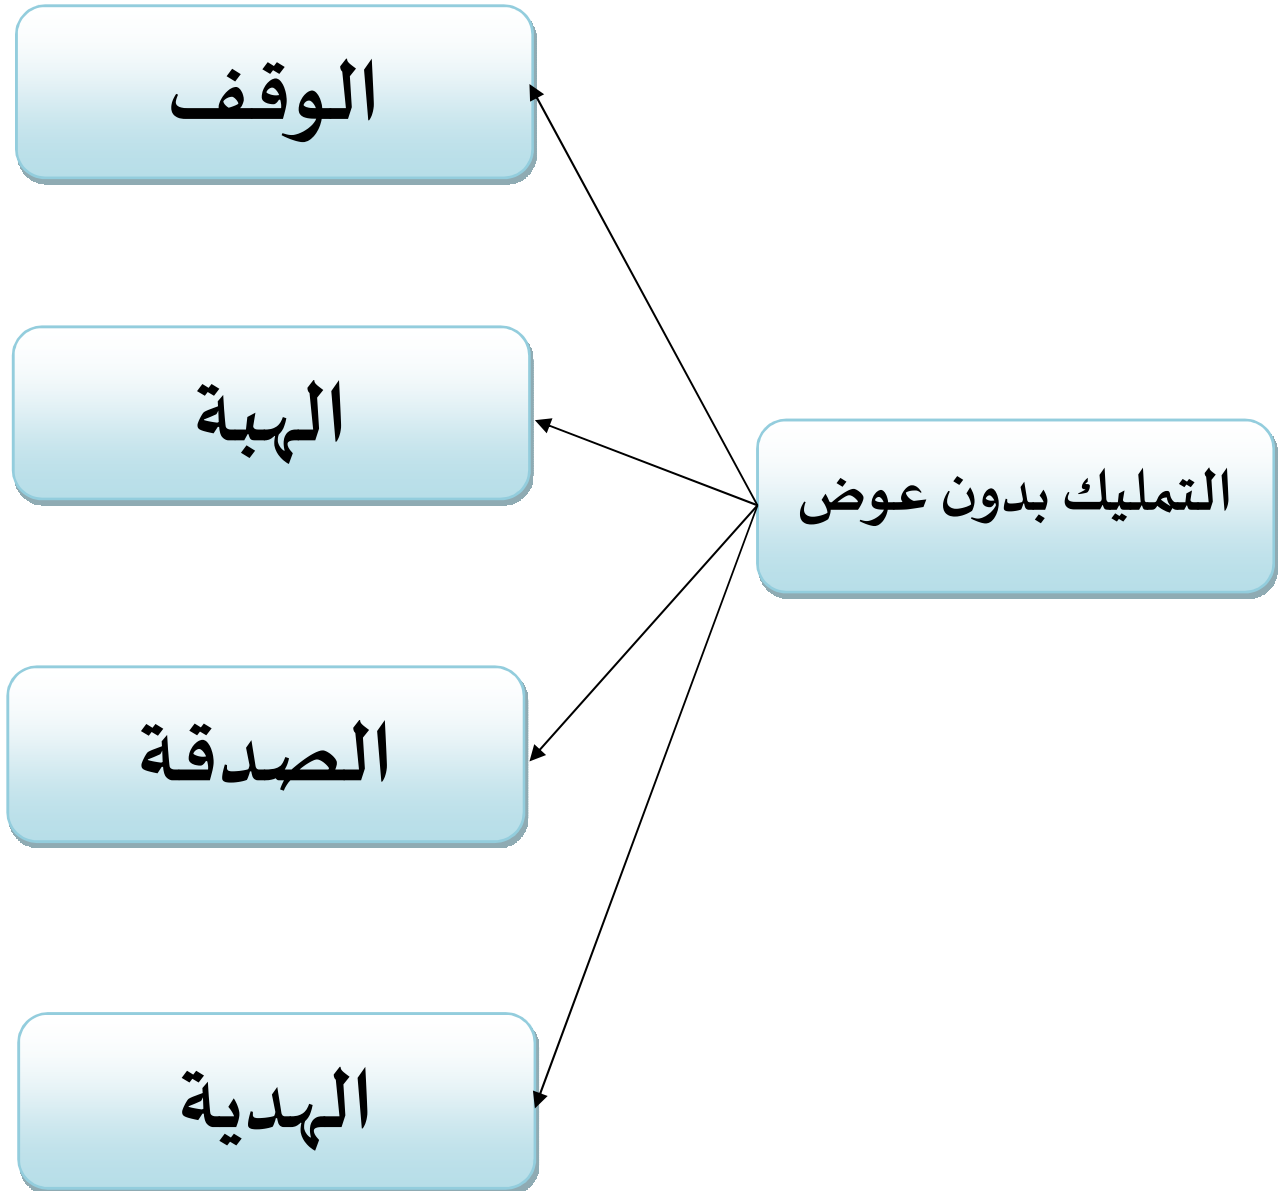 التمليك بدون عوض
الوقف
الهبة
الصدقة
الهدية